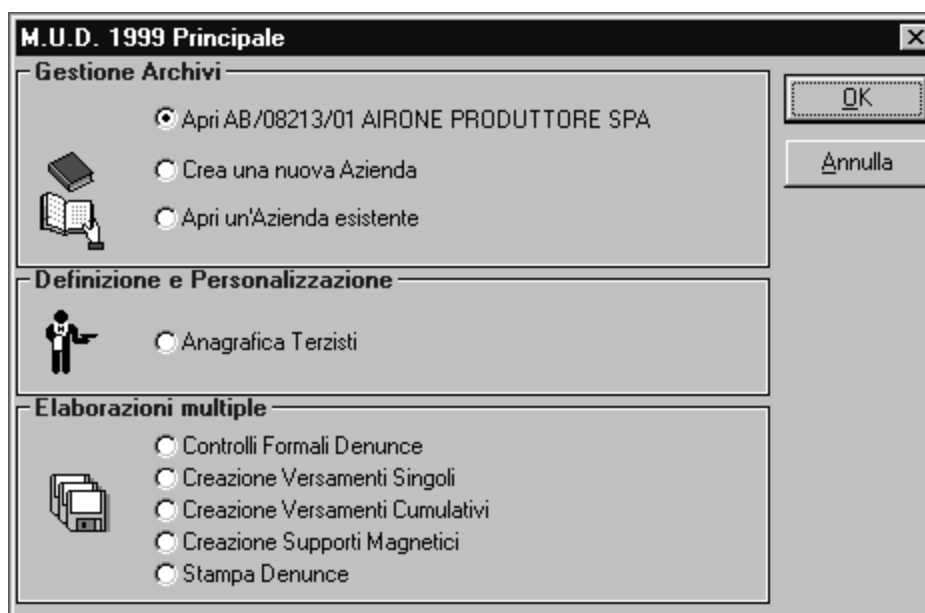 M.U.D. 1999 Principale
Gestione Archivi
Apri AB/08213/01 AIRONE PRODUTTORE SPA
Crea una nuova Azienda
Apri un'Azienda esistente
Definizione e Personalizzazione
Anagrafica Terzisti
Elaborazioni multiple
Controlli Formali Denunce
Creazione Versamenti Singoli
Creazione Versamenti Cumulativi
Creazione Supporti Magnetici
Stampa Denunce
OK
Annulla